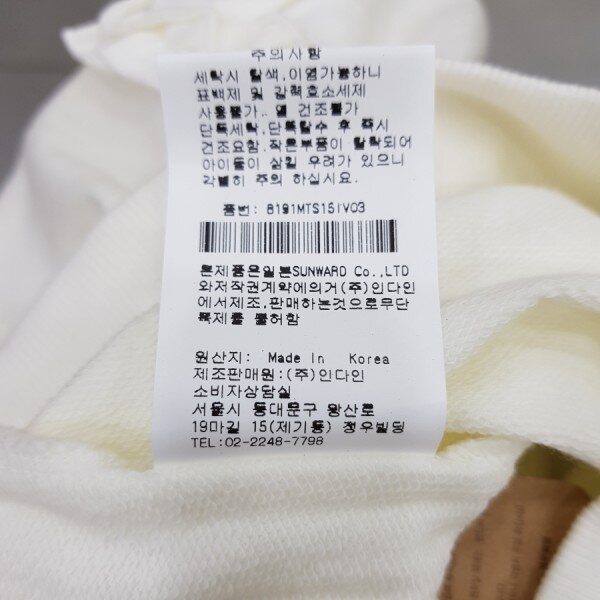 주의사항
세탁시 탈색,이염가능하니
표백제 및 강력효소세제
사용불가.. 열 건조불가
단독세탁,단독탈수 후 즉시
건조요함.작은부품이 탈락되어
아이들이 삼킬 우려가 있으니
각별히 주의 하십시요.
품번: 8191MTS15IV03
본제품은일본SUNWARD Co.,LTD
와저작권계약에의거(주)인다인
에서제조,판매하는것으로무단
복제를 불허함
원산지: Made In Korea
제조판매원:(주)인다인
소비자상담실
서울시 동대문구 왕산로
19마길 15(제기동) 정우빌딩
TEL:02-2248-7798